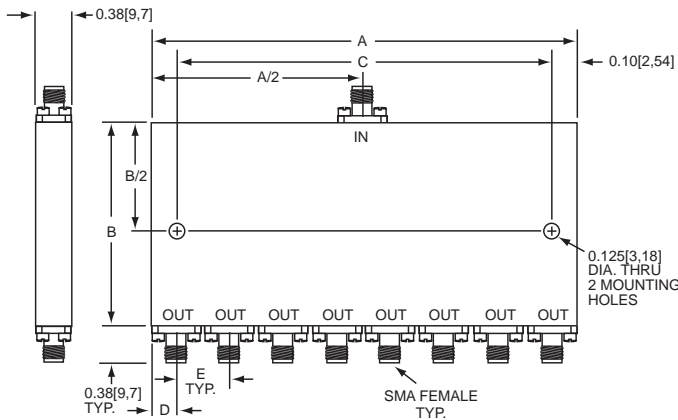 0.38[9,7]
A
C
0.10[2,54]
A/2
IN
B/2
B
0.125[3,18]
DIA. THRU
2 MOUNTING
HOLES
OUT OUT OUT OUT OUT OUT OUT OUT
E
TYP.
0.38[9,7]
TYP.
D
SMA FEMALE
TYP.